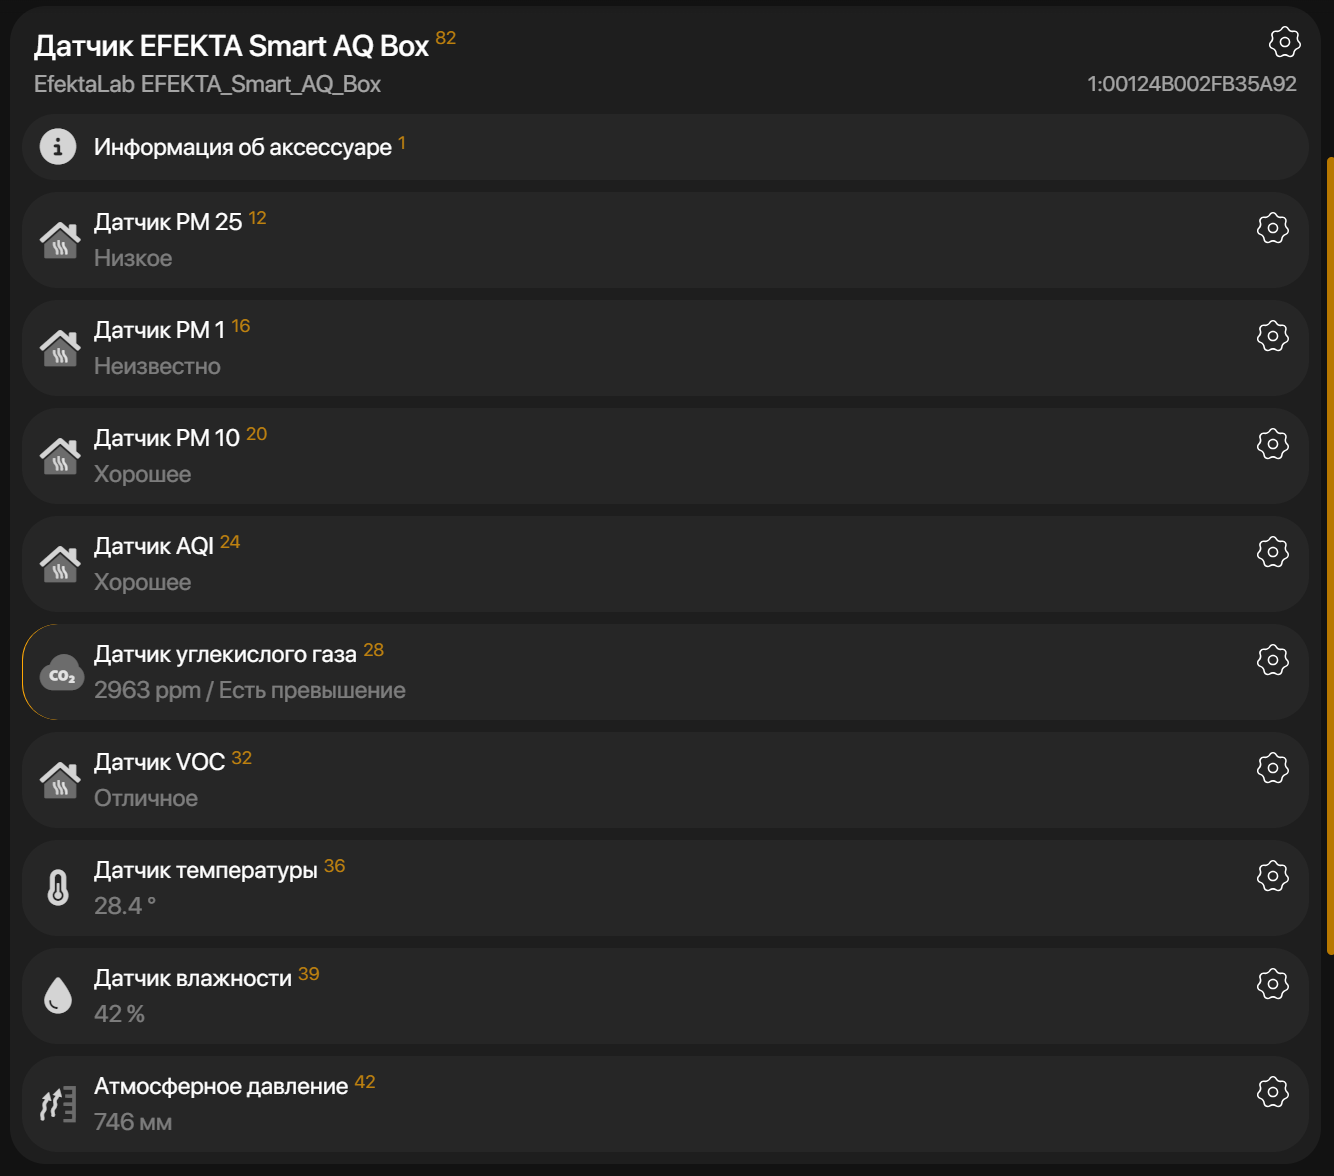 Датчик EFEKTA Smart AQ Box 82
EfektaLab EFEKTA_Smart_AQ_Box
1:00124B002FB35A92
Информация об аксессуаре 1
Датчик PM 25 12
Низкое
Датчик PM 1 16
Неизвестно
Датчик PM 10 20
Хорошее
Датчик AQI 24
Хорошее
CO₂
Датчик углекислого газа 28
2963 ppm / Есть превышение
Датчик VOC 32
Отличное
Датчик температуры 36
28.4 °
Датчик влажности 39
42 %
Атмосферное давление 42
746 мм